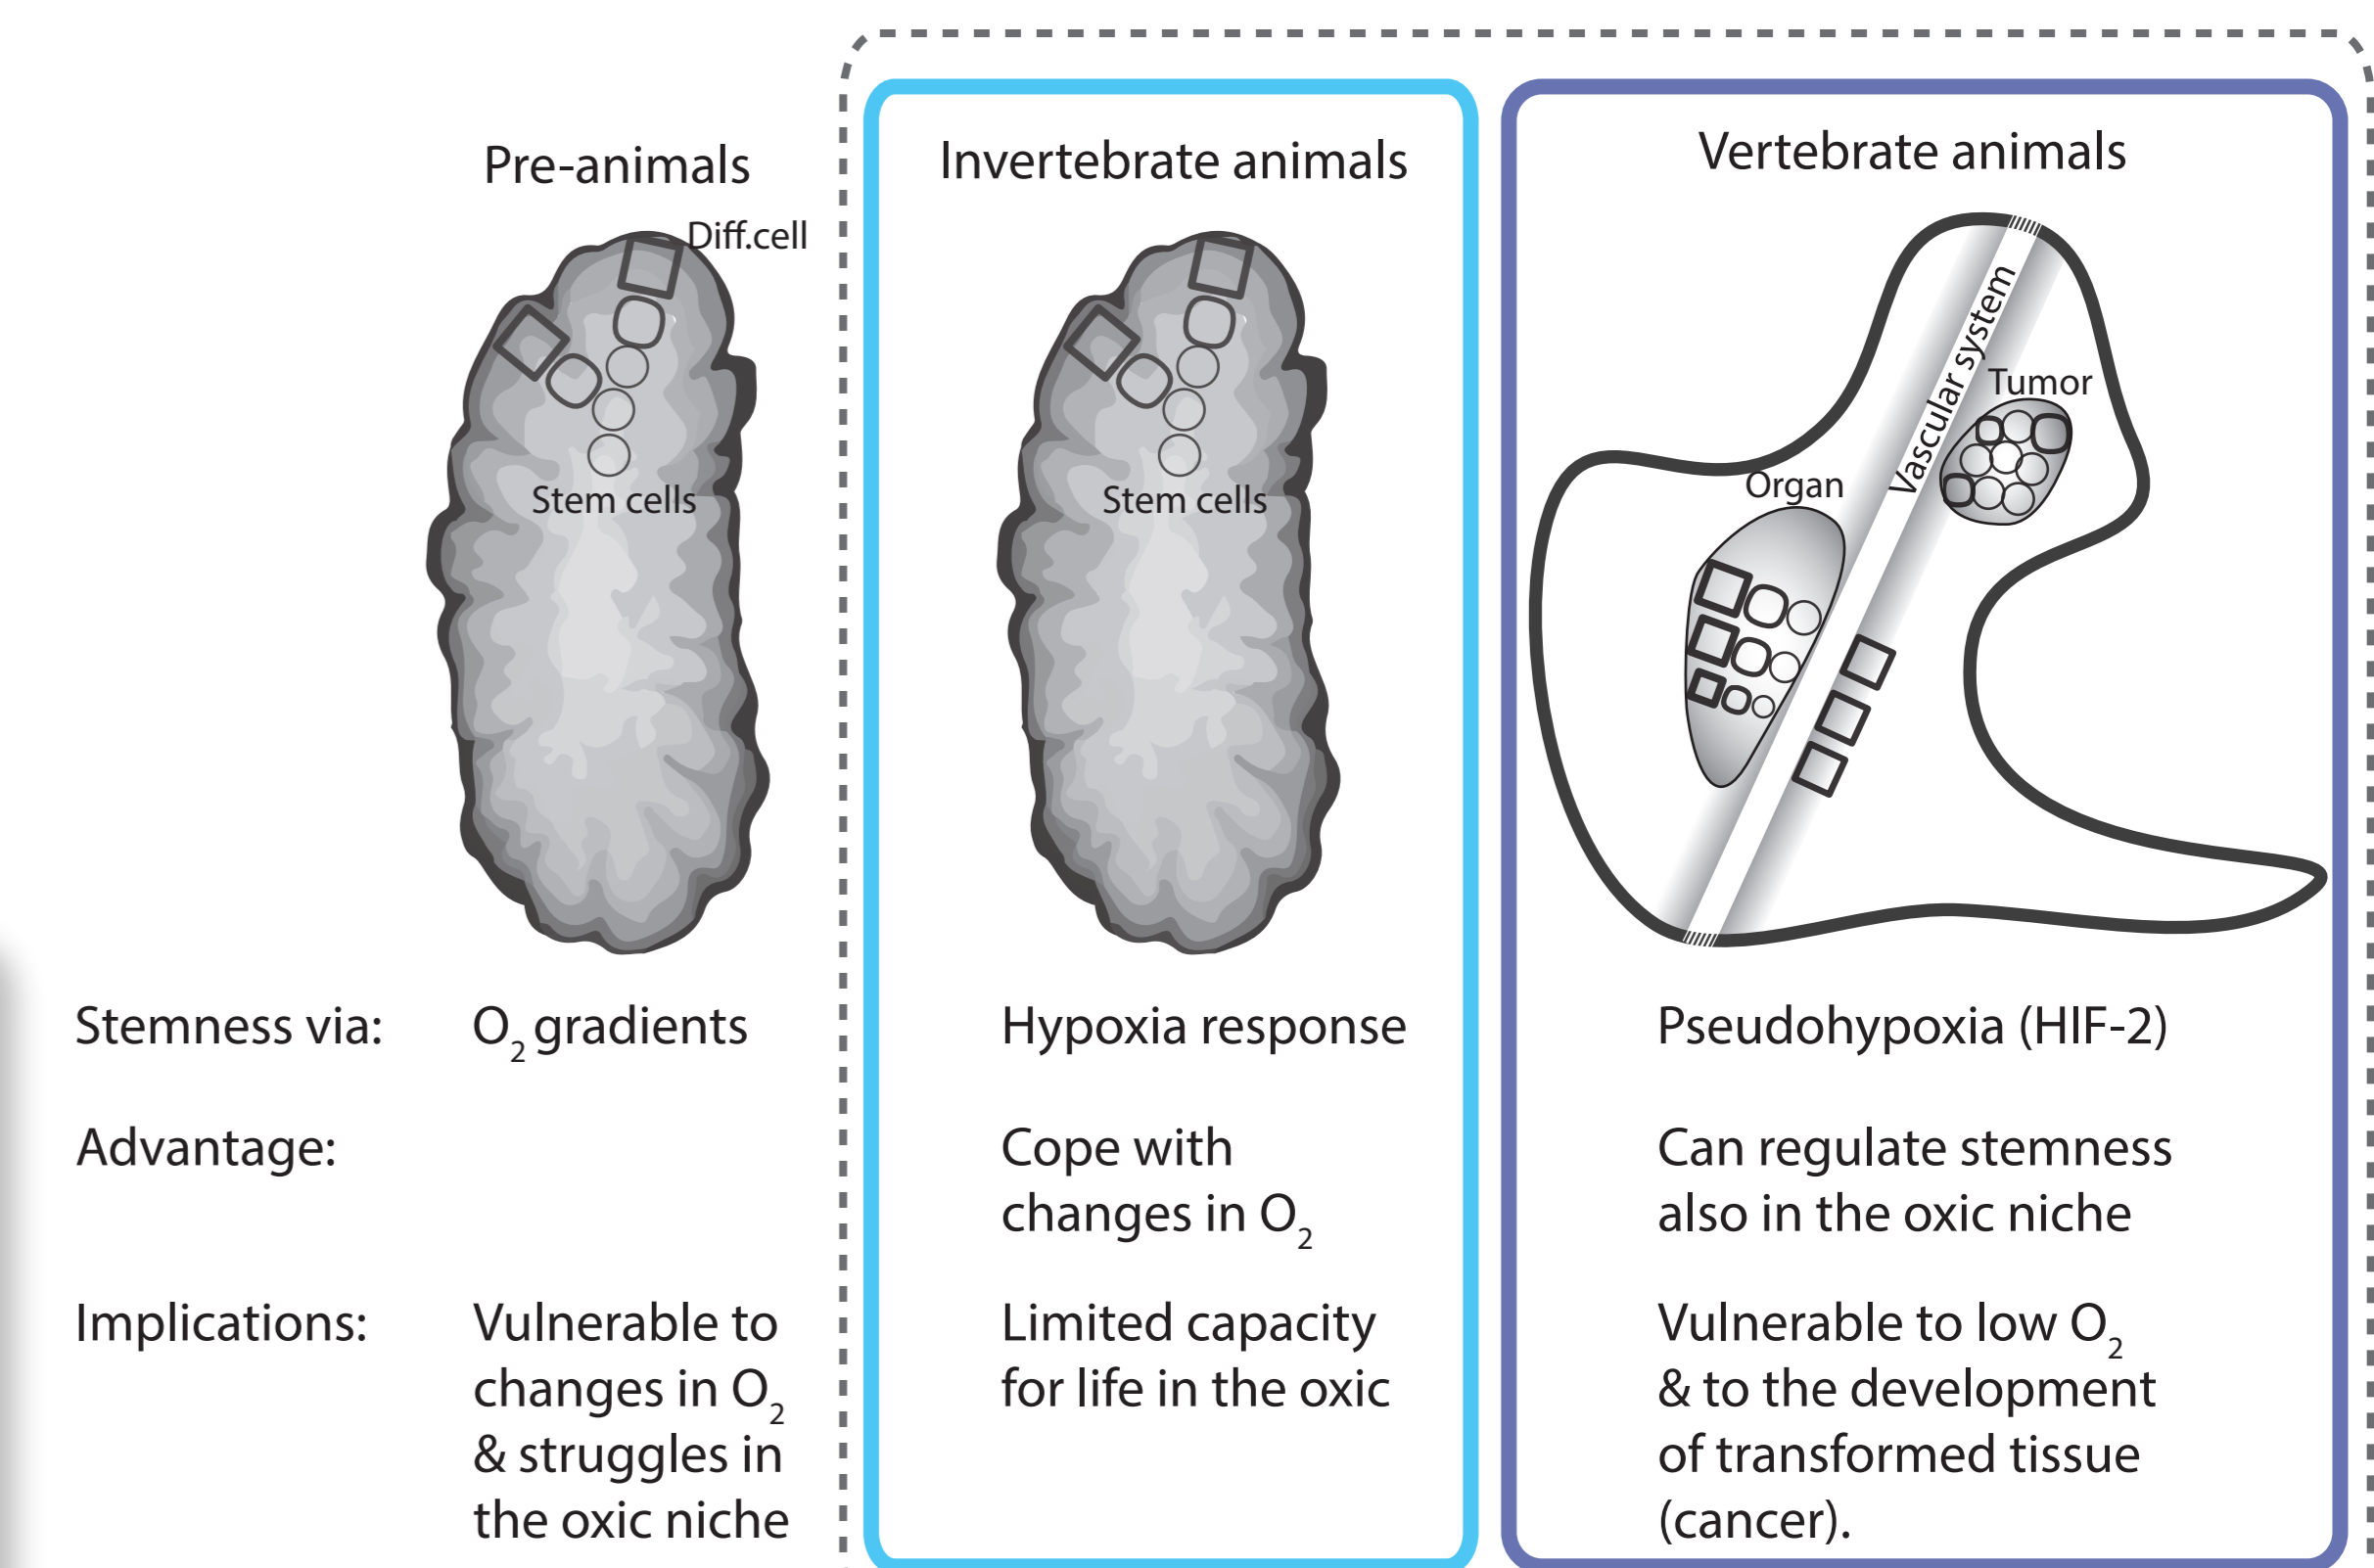 Pre-animals
Diff.cell
Stem cells
Invertebrate animals
Stem cells
Vertebrate animals
Vascular system
Tumor
Organ
Stemness via:
O₂ gradients
Hypoxia response
Pseudohypoxia (HIF-2)
Advantage:
Cope with
changes in O₂
Can regulate stemness
also in the oxic niche
Implications:
Vulnerable to
changes in O₂
& struggles in
the oxic niche
Limited capacity
for life in the oxic
Vulnerable to low O₂
& to the development
of transformed tissue
(cancer).